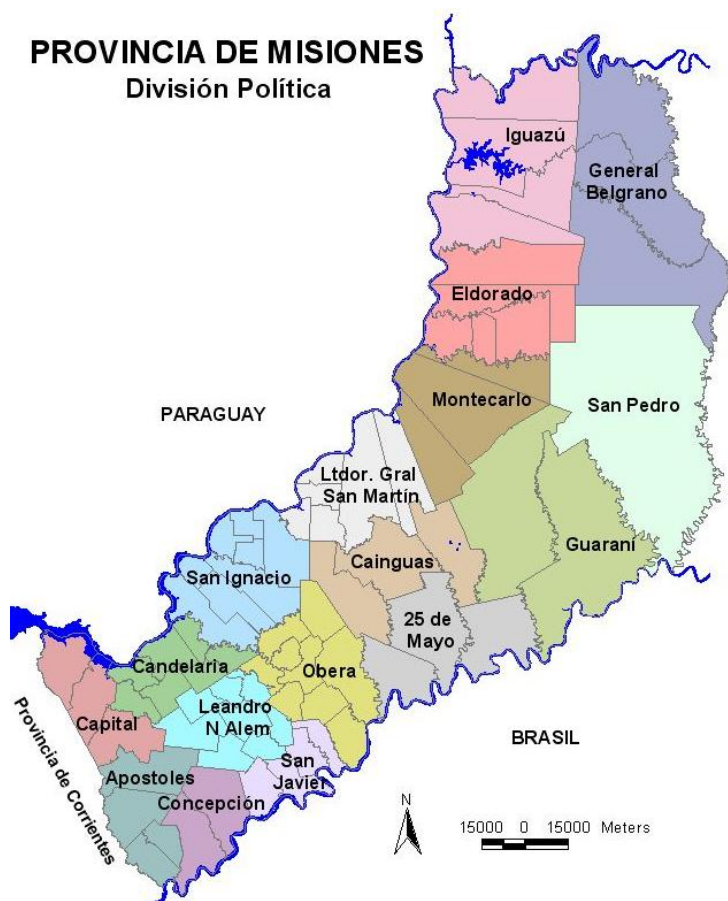 PROVINCIA DE MISIONES
División Política
Iguazú
General
Belgrano
Eldorado
Montecarlo
San Pedro
PARAGUAY
Ltdor. Gral
San Martín
Guaraní
Cainguas
San Ignacio
25 de
Mayo
Candelaria
Obera
Leandro
N Alem
Capital
BRASIL
San
Javier
Apostoles
Concepción
Provincia de Corrientes
N
15000 0 15000 Meters